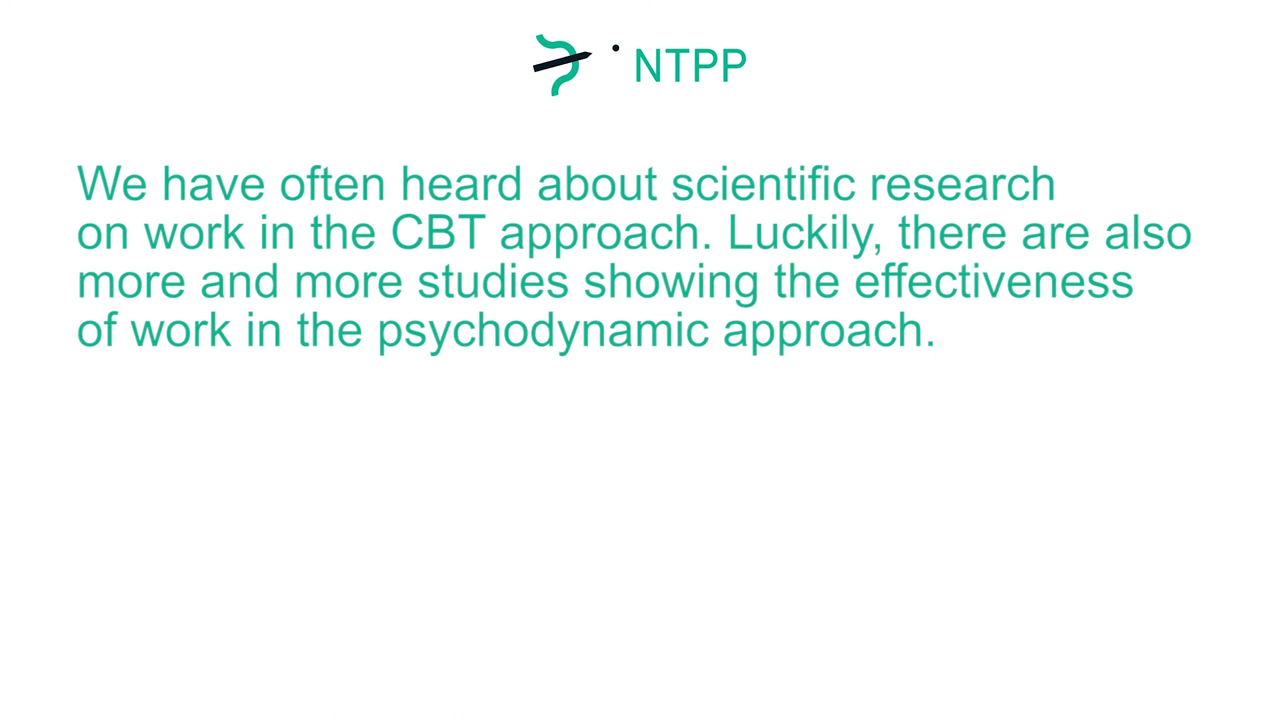 NTPP
We have often heard about scientific research
on work in the CBT approach. Luckily, there are also
more and more studies showing the effectiveness
of work in the psychodynamic approach.